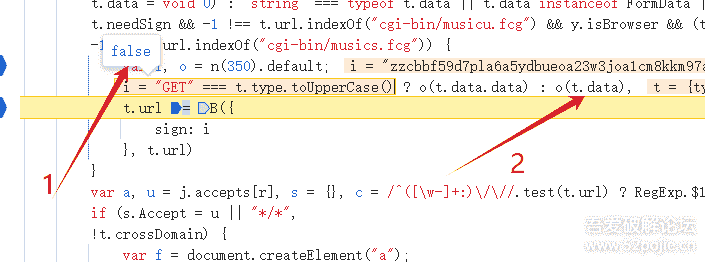 t.data = void 0) : "string" === typeof t.data || t.data instanceof FormData |
t.needSign && -1 !== t.url.indexOf("cgi-bin/musicu.fcg") && y.isBrowser && (t
-1 url.indexOf("cgi-bin/musics.fcg")) {
false
i, o = n(350).default; i = "zzcbbf59d7pla6a5ydbueoa23w3joa1cm8kkm97a
i = "GET" === t.type.toUpperCase() ? o(t.data.data) : o(t.data), t = {ty
t.url = B({
sign: i
}, t.url)
}
1
2
var a, u = j.accepts[r], s = {}, c = /^([\w-]+:)\/\//.test(t.url) ? RegExp.$1
if (s.Accept = u || "*/*",
!t.crossDomain) {
var f = document.createElement("a");
吾爱破解论坛
www.52pojie.cn